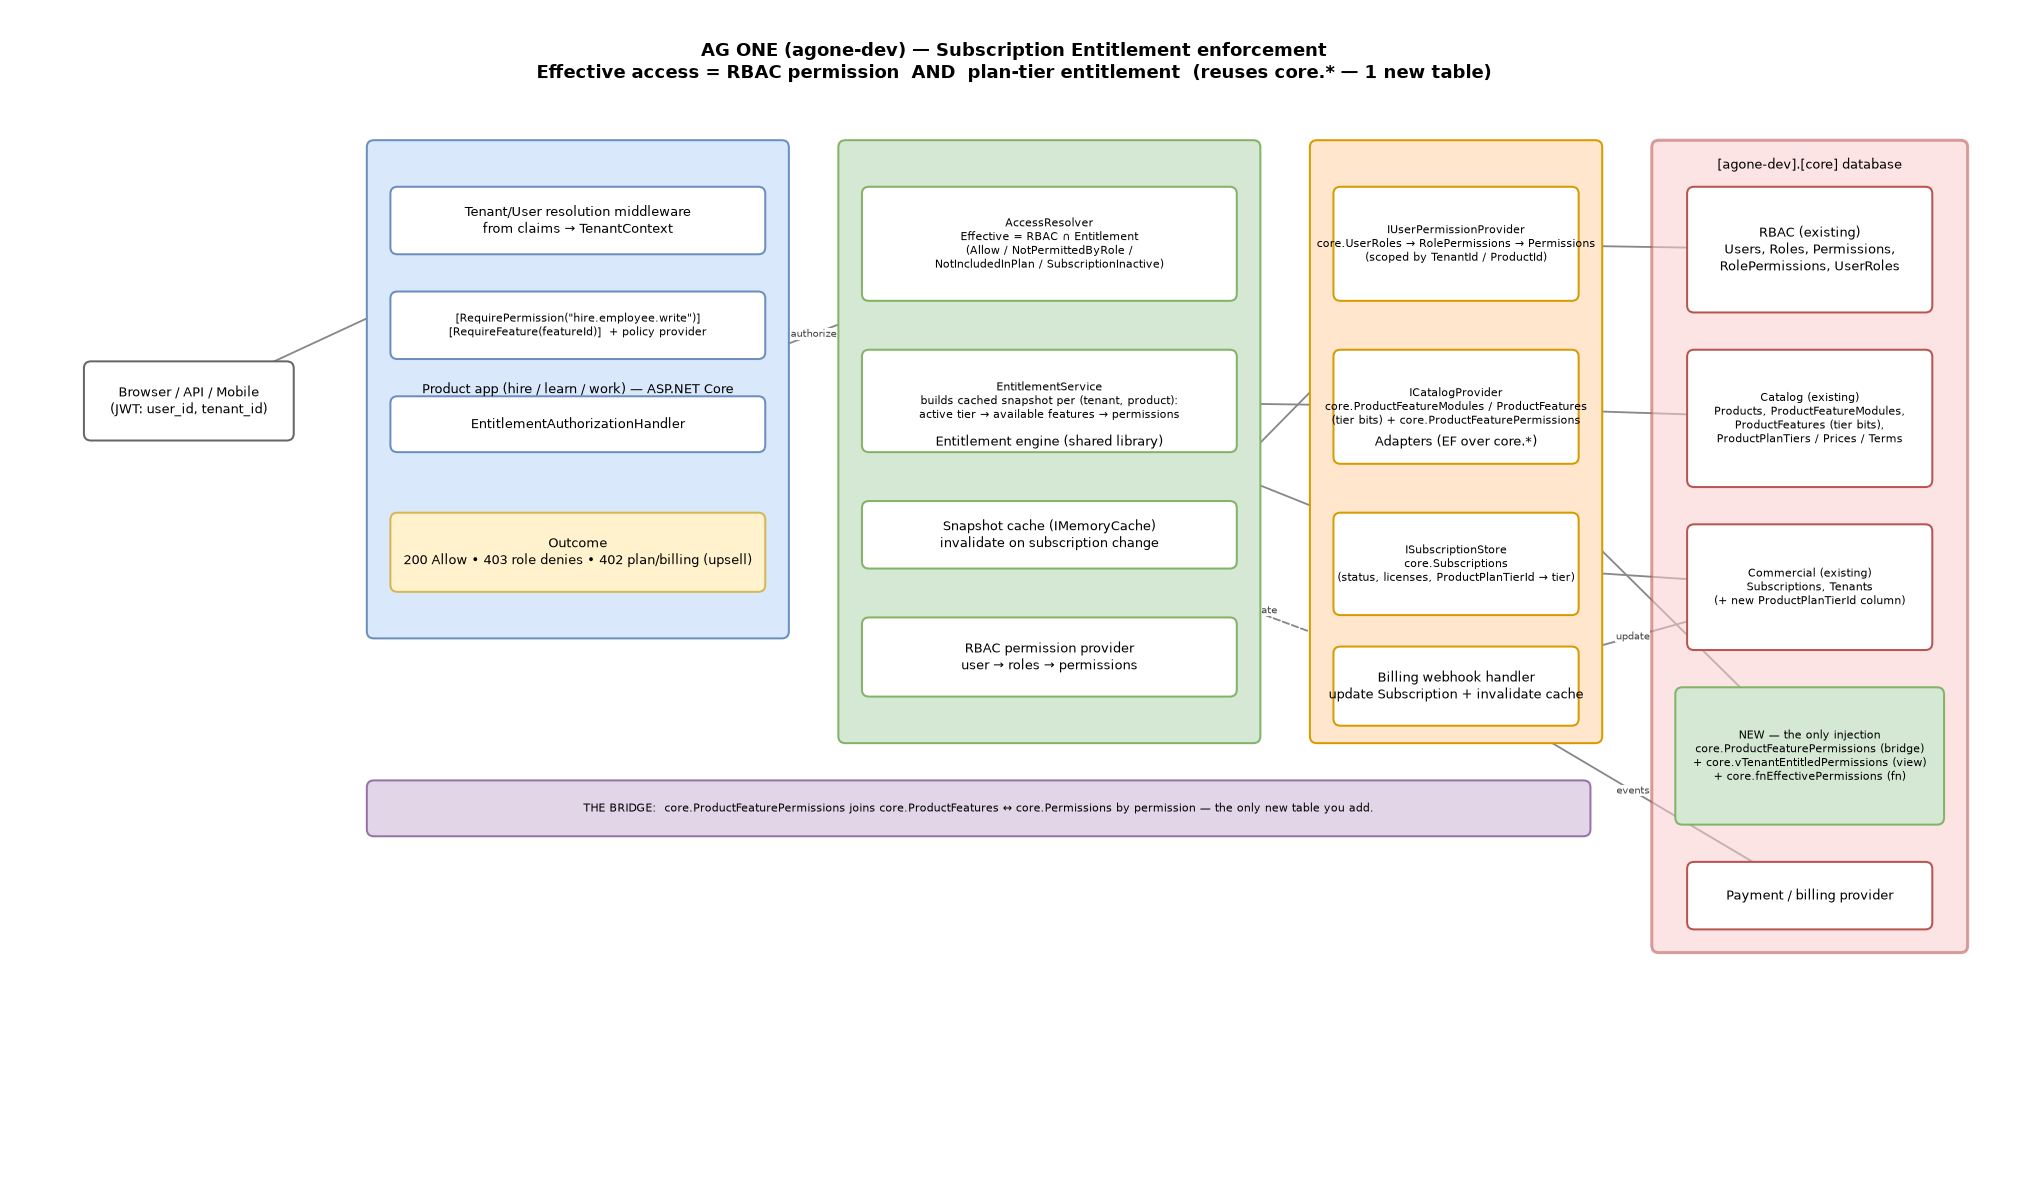 AG ONE (agone-dev) — Subscription Entitlement enforcement
Effective access = RBAC permission  AND  plan-tier entitlement  (reuses core.* — 1 new table)
Browser / API / Mobile
(JWT: user_id, tenant_id)
Tenant/User resolution middleware
from claims → TenantContext
[RequirePermission("hire.employee.write")]
[RequireFeature(featureId)]  + policy provider
Product app (hire / learn / work) — ASP.NET Core
EntitlementAuthorizationHandler
Outcome
200 Allow • 403 role denies • 402 plan/billing (upsell)
authorize
AccessResolver
Effective = RBAC ∩ Entitlement
(Allow / NotPermittedByRole /
NotIncludedInPlan / SubscriptionInactive)
EntitlementService
builds cached snapshot per (tenant, product):
active tier → available features → permissions
Entitlement engine (shared library)
Snapshot cache (IMemoryCache)
invalidate on subscription change
RBAC permission provider
user → roles → permissions
ate
IUserPermissionProvider
core.UserRoles → RolePermissions → Permissions
(scoped by TenantId / ProductId)
ICatalogProvider
core.ProductFeatureModules / ProductFeatures
(tier bits) + core.ProductFeaturePermissions
Adapters (EF over core.*)
ISubscriptionStore
core.Subscriptions
(status, licenses, ProductPlanTierId → tier)
Billing webhook handler
update Subscription + invalidate cache
update
events
[agone-dev].[core] database
RBAC (existing)
Users, Roles, Permissions,
RolePermissions, UserRoles
Catalog (existing)
Products, ProductFeatureModules,
ProductFeatures (tier bits),
ProductPlanTiers / Prices / Terms
Commercial (existing)
Subscriptions, Tenants
(+ new ProductPlanTierId column)
NEW — the only injection
core.ProductFeaturePermissions (bridge)
+ core.vTenantEntitledPermissions (view)
+ core.fnEffectivePermissions (fn)
Payment / billing provider
THE BRIDGE:  core.ProductFeaturePermissions joins core.ProductFeatures ↔ core.Permissions by permission — the only new table you add.